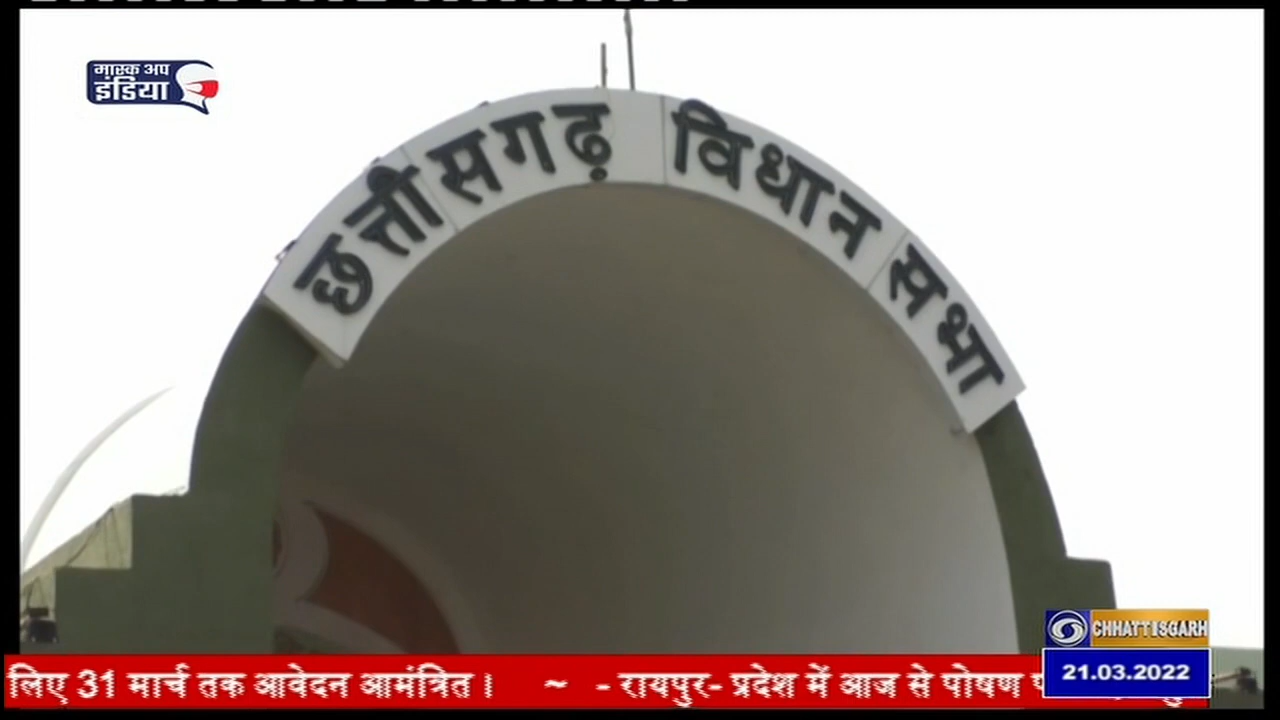 मास्क अप
इंडिया
छत्तीसगढ़ विधान सभा
CHHATTISGARH
21.03.2022
लिए 31 मार्च तक आवेदन आमंत्रित। ~ - रायपुर- प्रदेश में आज से पोषण